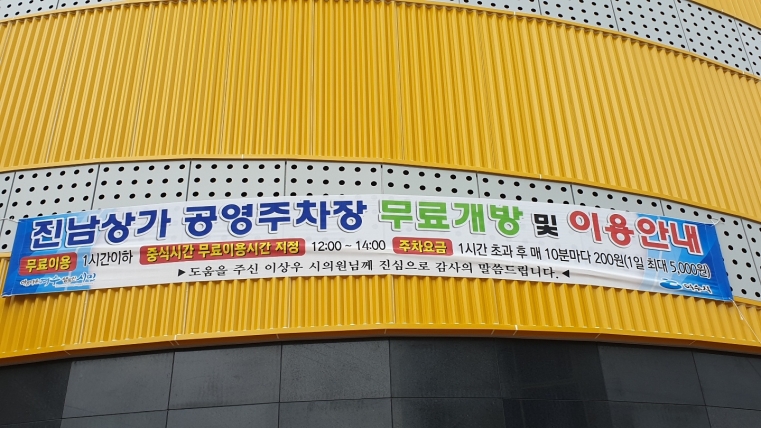 진남상가 공영주차장 무료개방 및 이용안내
무료이용 1시간이하 중식시간 무료이용시간 지정 12:00 ~ 14:00 주차요금 1시간 초과 후 매 10분마다 200원(1일 최대 5,000원)
▶도움을 주신 이상우 시의원님께 진심으로 감사의 말씀드립니다.◀
여수시